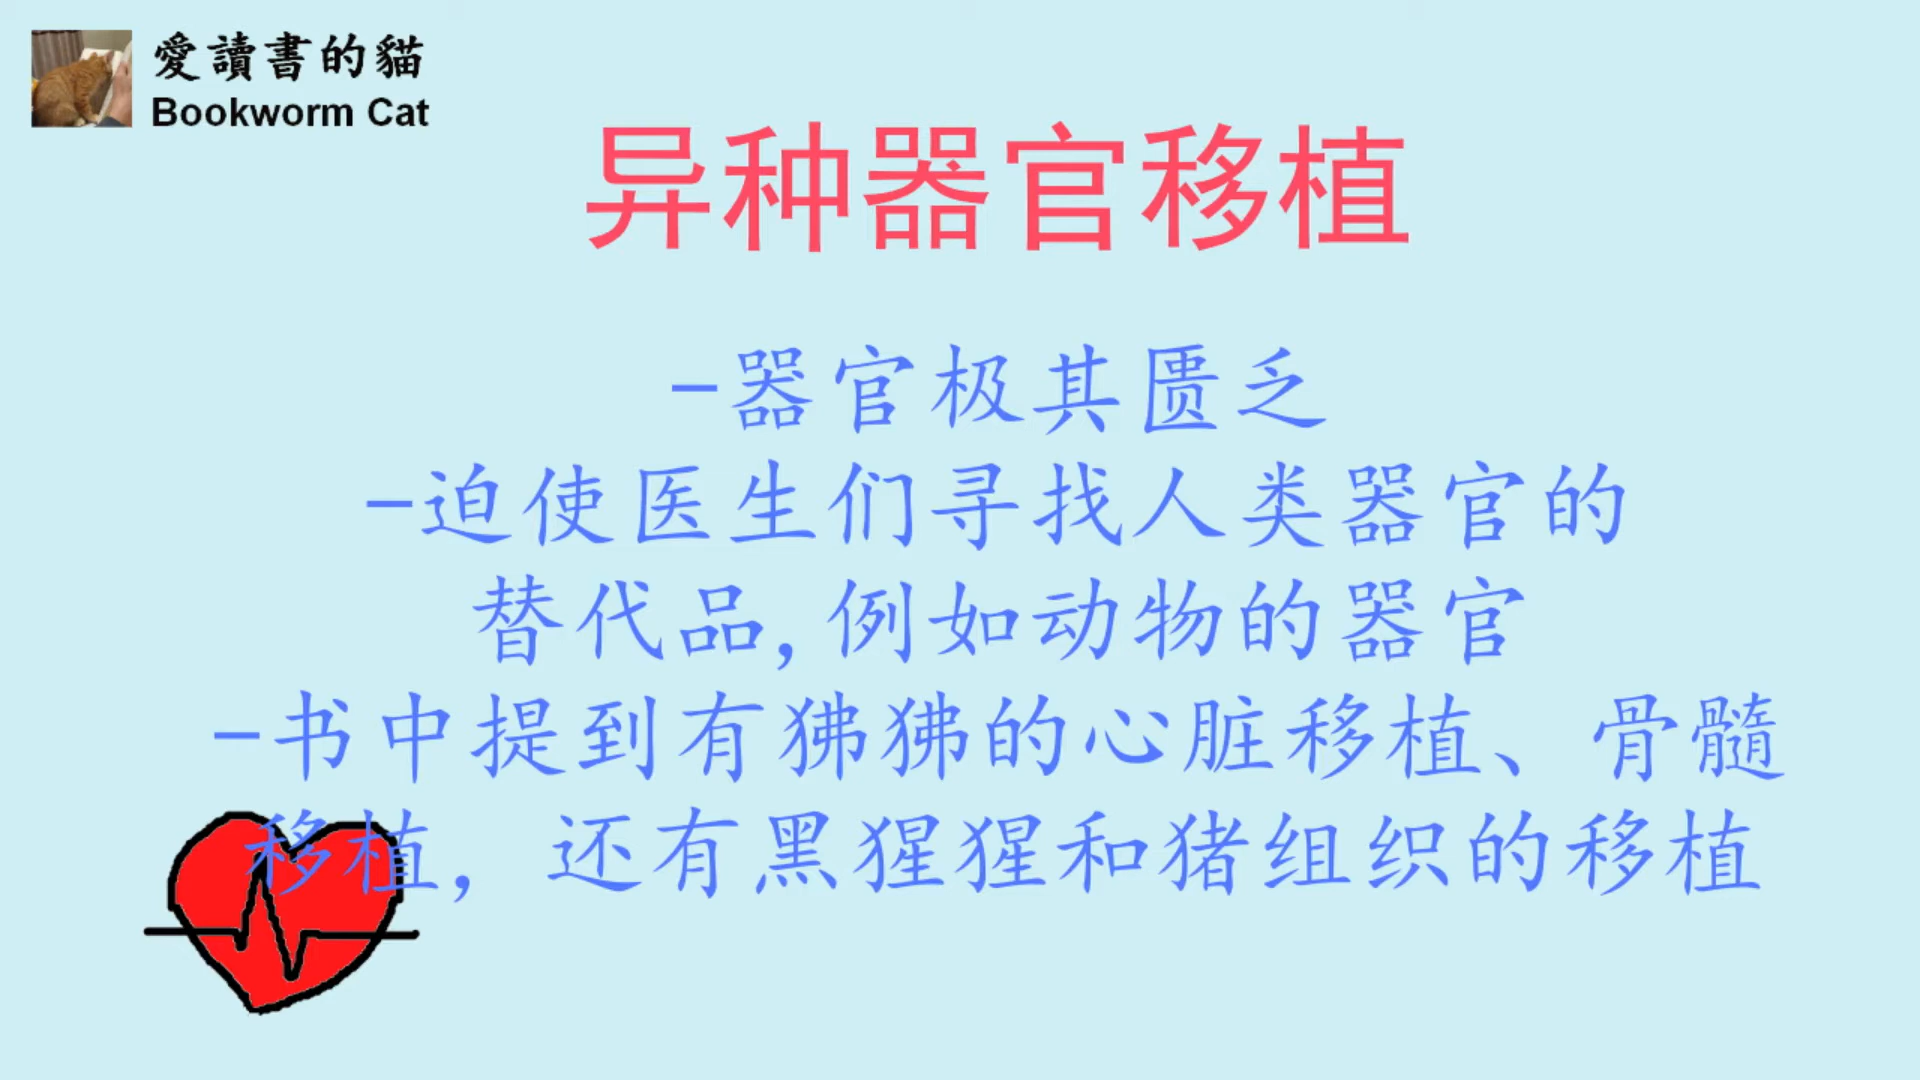 愛讀書的貓
Bookworm Cat
异种器官移植
-器官极其匮乏
-迫使医生们寻找人类器官的
替代品,例如动物的器官
-书中提到有狒狒的心脏移植、骨髓
移植，还有黑猩猩和猪组织的移植